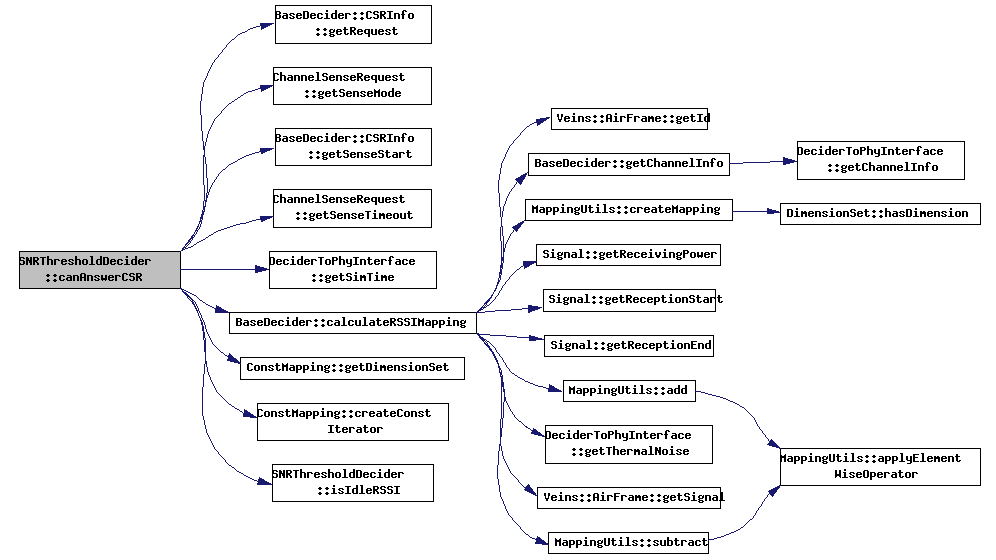 BaseDecider::CSRInfo
::getRequest
ChannelSenseRequest
::getSenseMode
BaseDecider::CSRInfo
::getSenseStart
ChannelSenseRequest
::getSenseTimeout
SNRThresholdDecider
::canAnswerCSR
DeciderToPhyInterface
::getSimTime
BaseDecider::calculateRSSIMapping
ConstMapping::getDimensionSet
ConstMapping::createConst
Iterator
SNRThresholdDecider
::isIdleRSSI
Veins::AirFrame::getId
BaseDecider::getChannelInfo
MappingUtils::createMapping
Signal::getReceivingPower
Signal::getReceptionStart
Signal::getReceptionEnd
MappingUtils::add
DeciderToPhyInterface
::getThermalNoise
Veins::AirFrame::getSignal
MappingUtils::subtract
DeciderToPhyInterface
::getChannelInfo
DimensionSet::hasDimension
MappingUtils::applyElement
WiseOperator